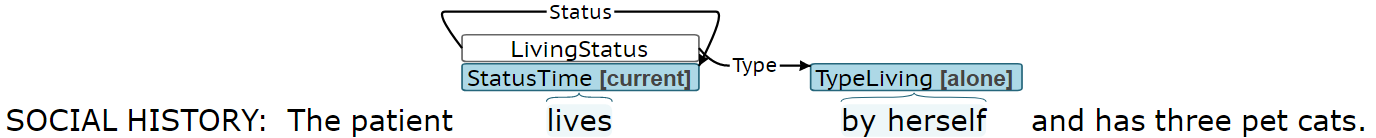 Status
LivingStatus
Type
StatusTime [current] TypeLiving [alone]
SOCIAL HISTORY: The patient lives by herself and has three pet cats.